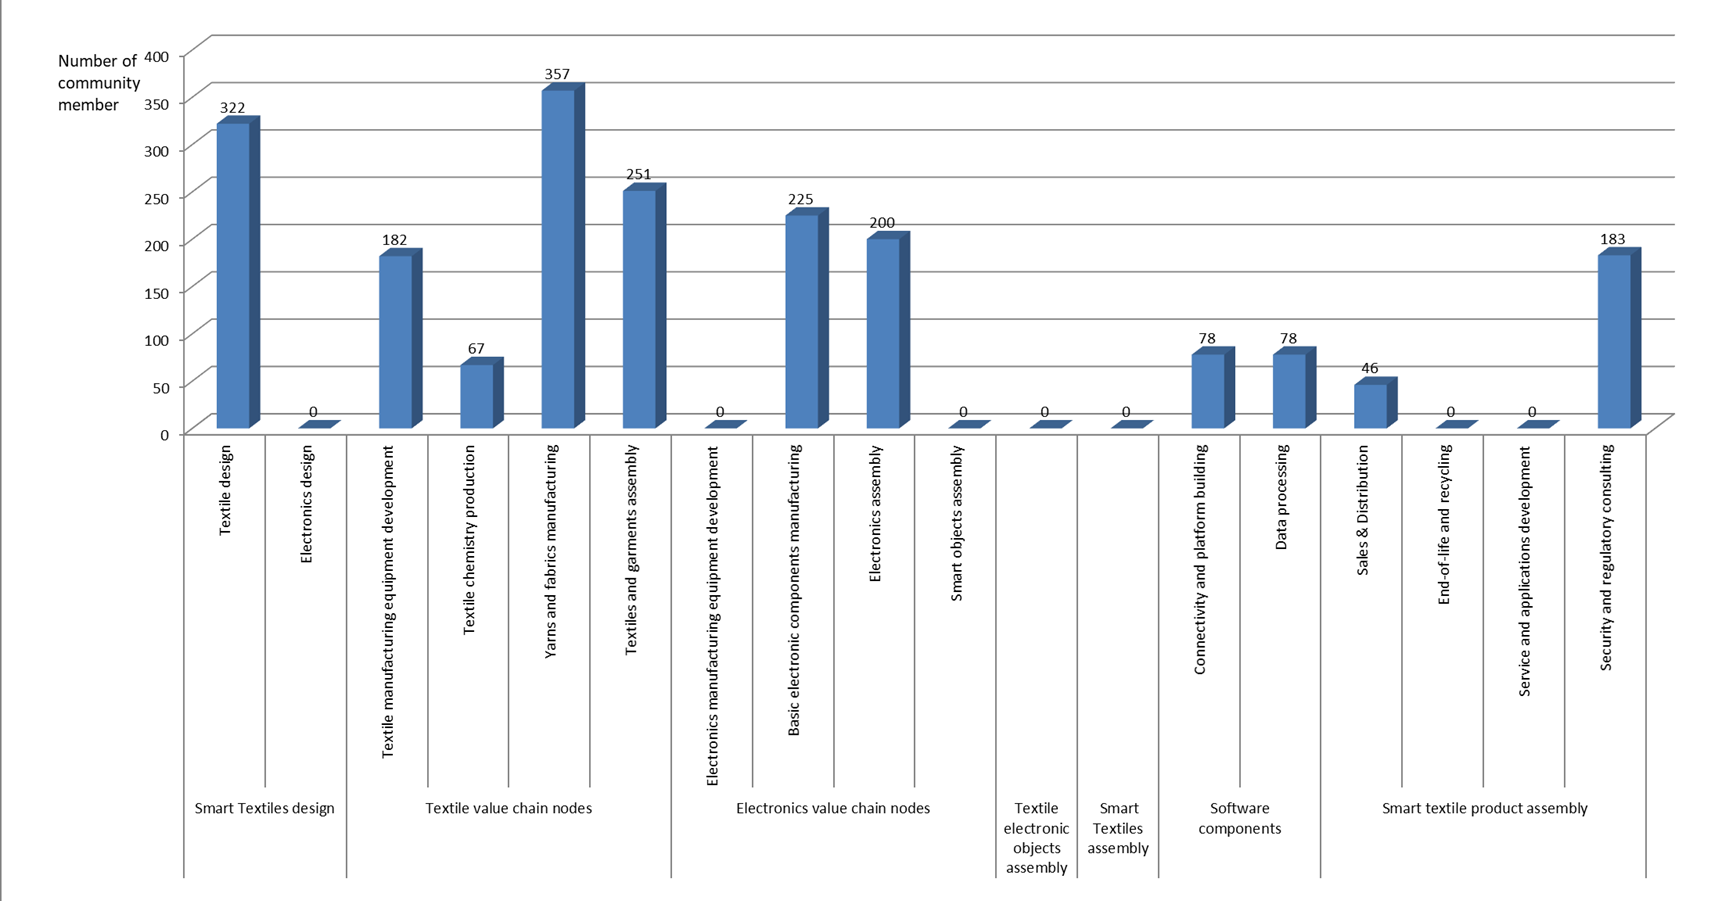 Number of
community
member
400
350
300
250
200
150
100
50
0
322
0
182
67
357
251
0
225
200
0
0
0
78
78
46
0
0
183
Textile design
Electronics design
Textile manufacturing equipment development
Textile chemistry production
Yarns and fabrics manufacturing
Textiles and garments assembly
Electronics manufacturing equipment development
Basic electronic components manufacturing
Electronics assembly
Smart objects assembly
Connectivity and platform building
Data processing
Sales & Distribution
End-of-life and recycling
Service and applications development
Security and regulatory consulting
Smart Textiles design
Textile value chain nodes
Electronics value chain nodes
Textile
electronic
objects
assembly
Smart
Textiles
assembly
Software
components
Smart textile product assembly